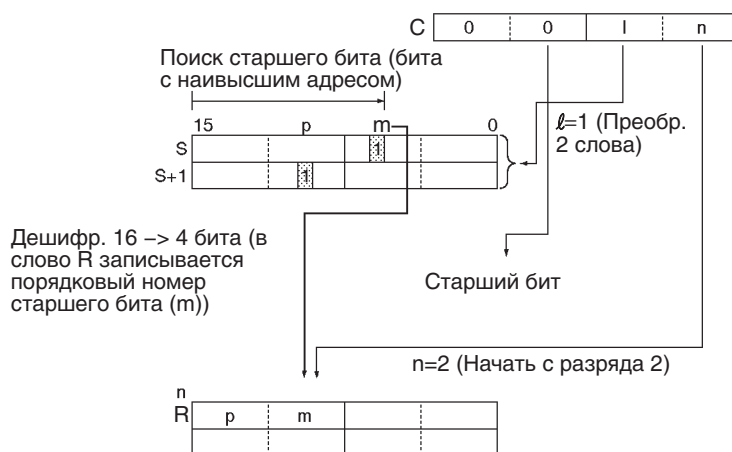 C 0 0 l n
Поиск старшего бита (бита
с наивысшим адресом)
15 p m 0
S 1
S+1 1
ℓ=1 (Преобр.
2 слова)
Дешифр. 16 −> 4 бита (в
слово R записывается
порядковый номер
старшего бита (m))
Старший бит
n=2 (Начать с разряда 2)
n
R p m